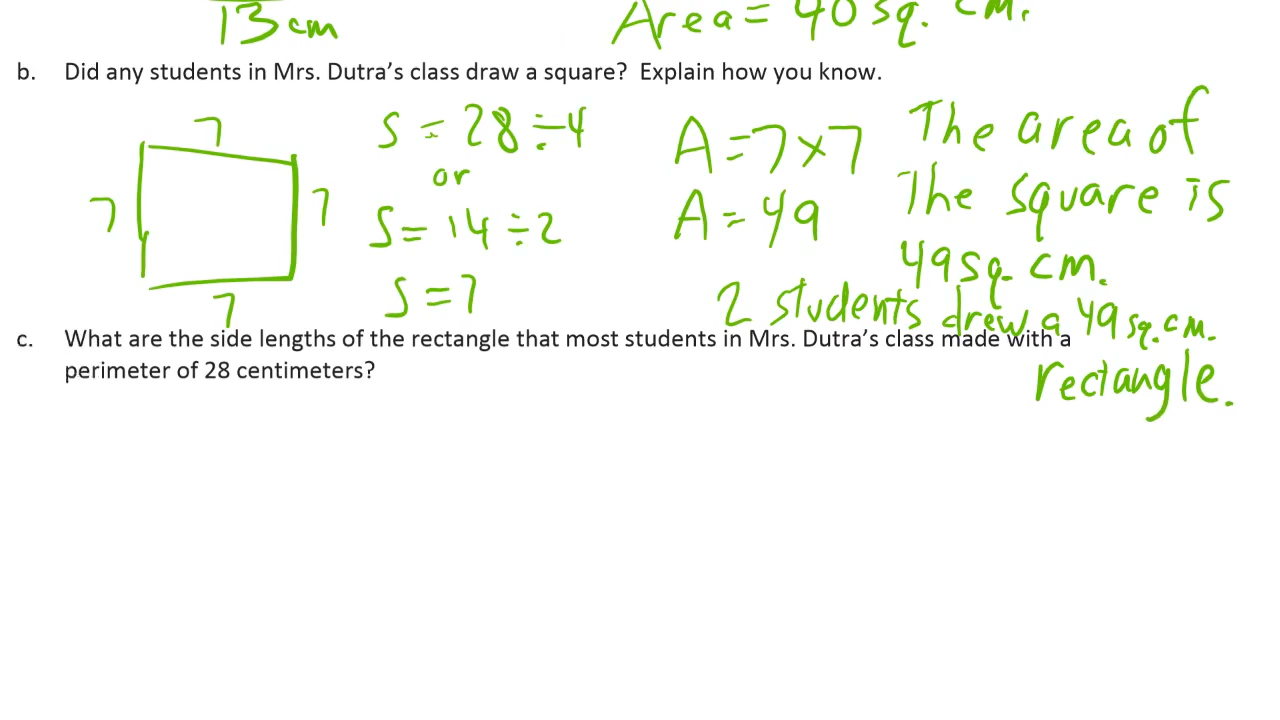 13 cm
Area = 40 sq. cm.
b. Did any students in Mrs. Dutra's class draw a square? Explain how you know.
7
7
7
7
S = 28 ÷ 4
or
S = 14 ÷ 2
S = 7
A = 7 × 7
A = 49
The area of
The square is
49 sq. cm.
2 students drew a 49 sq. cm.
rectangle.
c. What are the side lengths of the rectangle that most students in Mrs. Dutra's class made with a
perimeter of 28 centimeters?